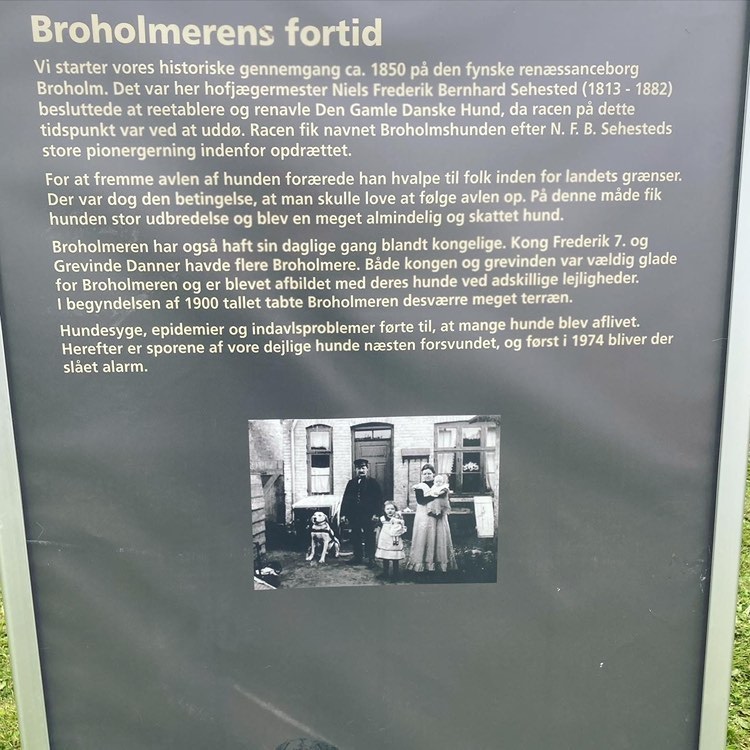 Broholmerens fortid
Vi starter vores historiske gennemgang ca. 1850 på den fynske renæssanceborg
Broholm. Det var her hofjægermester Niels Frederik Bernhard Sehested (1813 - 1882)
besluttede at reetablere og renavle Den Gamle Danske Hund, da racen på dette
tidspunkt var ved at uddø. Racen fik navnet Broholmshunden efter N. F. B. Sehesteds
store pionergerning indenfor opdrættet.
For at fremme avlen af hunden forærede han hvalpe til folk inden for landets grænser.
Der var dog den betingelse, at man skulle love at følge avlen op. På denne måde fik
hunden stor udbredelse og blev en meget almindelig og skattet hund.
Broholmeren har også haft sin daglige gang blandt kongelige. Kong Frederik 7. og
Grevinde Danner havde flere Broholmere. Både kongen og grevinden var vældig glade
for Broholmeren og er blevet afbildet med deres hunde ved adskillige lejligheder.
I begyndelsen af 1900 tallet tabte Broholmeren desværre meget terræn.
Hundesyge, epidemier og indavlsproblemer førte til, at mange hunde blev aflivet.
Herefter er sporene af vore dejlige hunde næsten forsvundet, og først i 1974 bliver der
slået alarm.